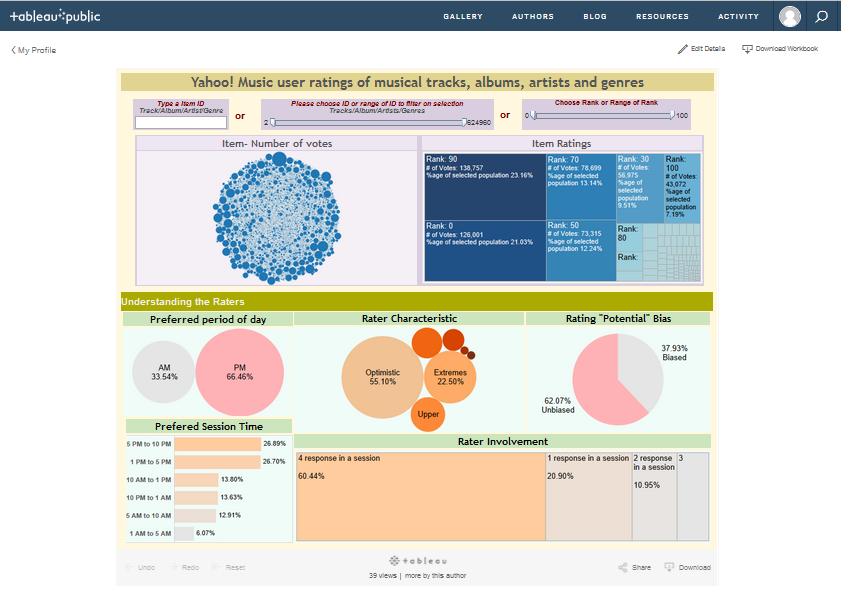 +ableau public
GALLERY AUTHORS BLOG RESOURCES ACTIVITY
My Profile
Edit Details Download Workbook
Yahoo! Music user ratings of musical tracks, albums, artists and genres
Type a Item ID
Track/Album/Artist/Genre
or
Please choose ID or range of ID to filter on selection
Tracks/Album/Artists/Genres
2 624960
or
Choose Rank or Range of Rank
0 100
Item- Number of votes
Item Ratings
Rank: 90
# of Votes: 138,757
%age of selected population 23.16%
Rank: 70
# of Votes: 78,699
%age of selected
population 13.14%
Rank: 30
# of Votes:
56,975
%age of
selected
population
9.51%
Rank:
100
# of Votes:
43,072
%age of
selected
population
7.19%
Rank: 0
# of Votes: 126,001
%age of selected population 21.03%
Rank: 50
# of Votes: 73,315
%age of selected
population 12.24%
Rank:
80
Rank:
Understanding the Raters
Preferred period of day
AM
33.54%
PM
66.46%
Rater Characteristic
Optimistic
55.10%
Extremes
22.50%
Upper
Rating "Potential" Bias
37.93%
Biased
62.07%
Unbiased
Prefered Session Time
5 PM to 10 PM 26.89%
1 PM to 5 PM 26.70%
10 AM to 1 PM 13.80%
10 PM to 1 AM 13.63%
5 AM to 10 AM 12.91%
1 AM to 5 AM 6.07%
Rater Involvement
4 response in a session
60.44%
1 response in a session
20.90%
2 response
in a session
10.95%
3
Undo Redo Reset
+ableau
39 views | more by this author
Share Download